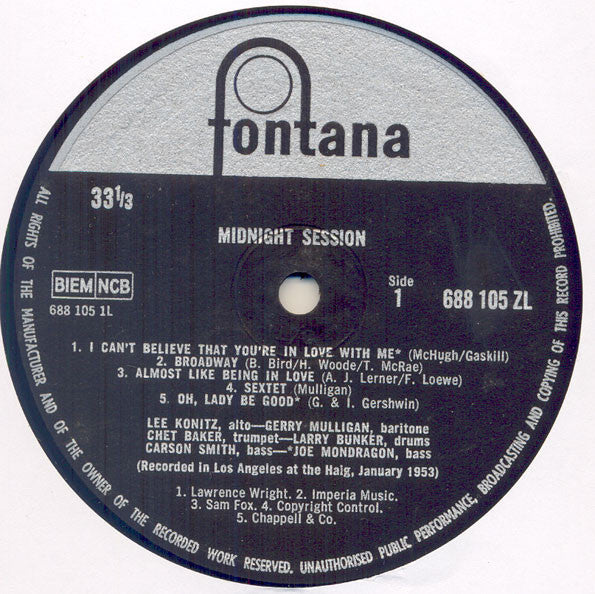 fontana
33 1/3
MIDNIGHT SESSION
BIEM NCB
688 105 1L
Side
1
688 105 ZL
1. I CAN'T BELIEVE THAT YOU'RE IN LOVE WITH ME* (McHugh/Gaskill)
2. BROADWAY (B. Bird/H. Woode/T. McRae)
3. ALMOST LIKE BEING IN LOVE (A. J. Lerner/F. Loewe)
4. SEXTET (Mulligan)
5. OH, LADY BE GOOD* (G. & I. Gershwin)
LEE KONITZ, alto—GERRY MULLIGAN, baritone
CHET BAKER, trumpet—LARRY BUNKER, drums
CARSON SMITH, bass—*JOE MONDRAGON, bass
(Recorded in Los Angeles at the Haig, January 1953)
1. Lawrence Wright. 2. Imperia Music.
3. Sam Fox. 4. Copyright Control.
5. Chappell & Co.
ALL RIGHTS OF THE MANUFACTURER AND OF THE OWNER OF THE RECORDED WORK RESERVED. UNAUTHORISED PUBLIC PERFORMANCE, BROADCASTING AND COPYING OF THIS RECORD PROHIBITED.